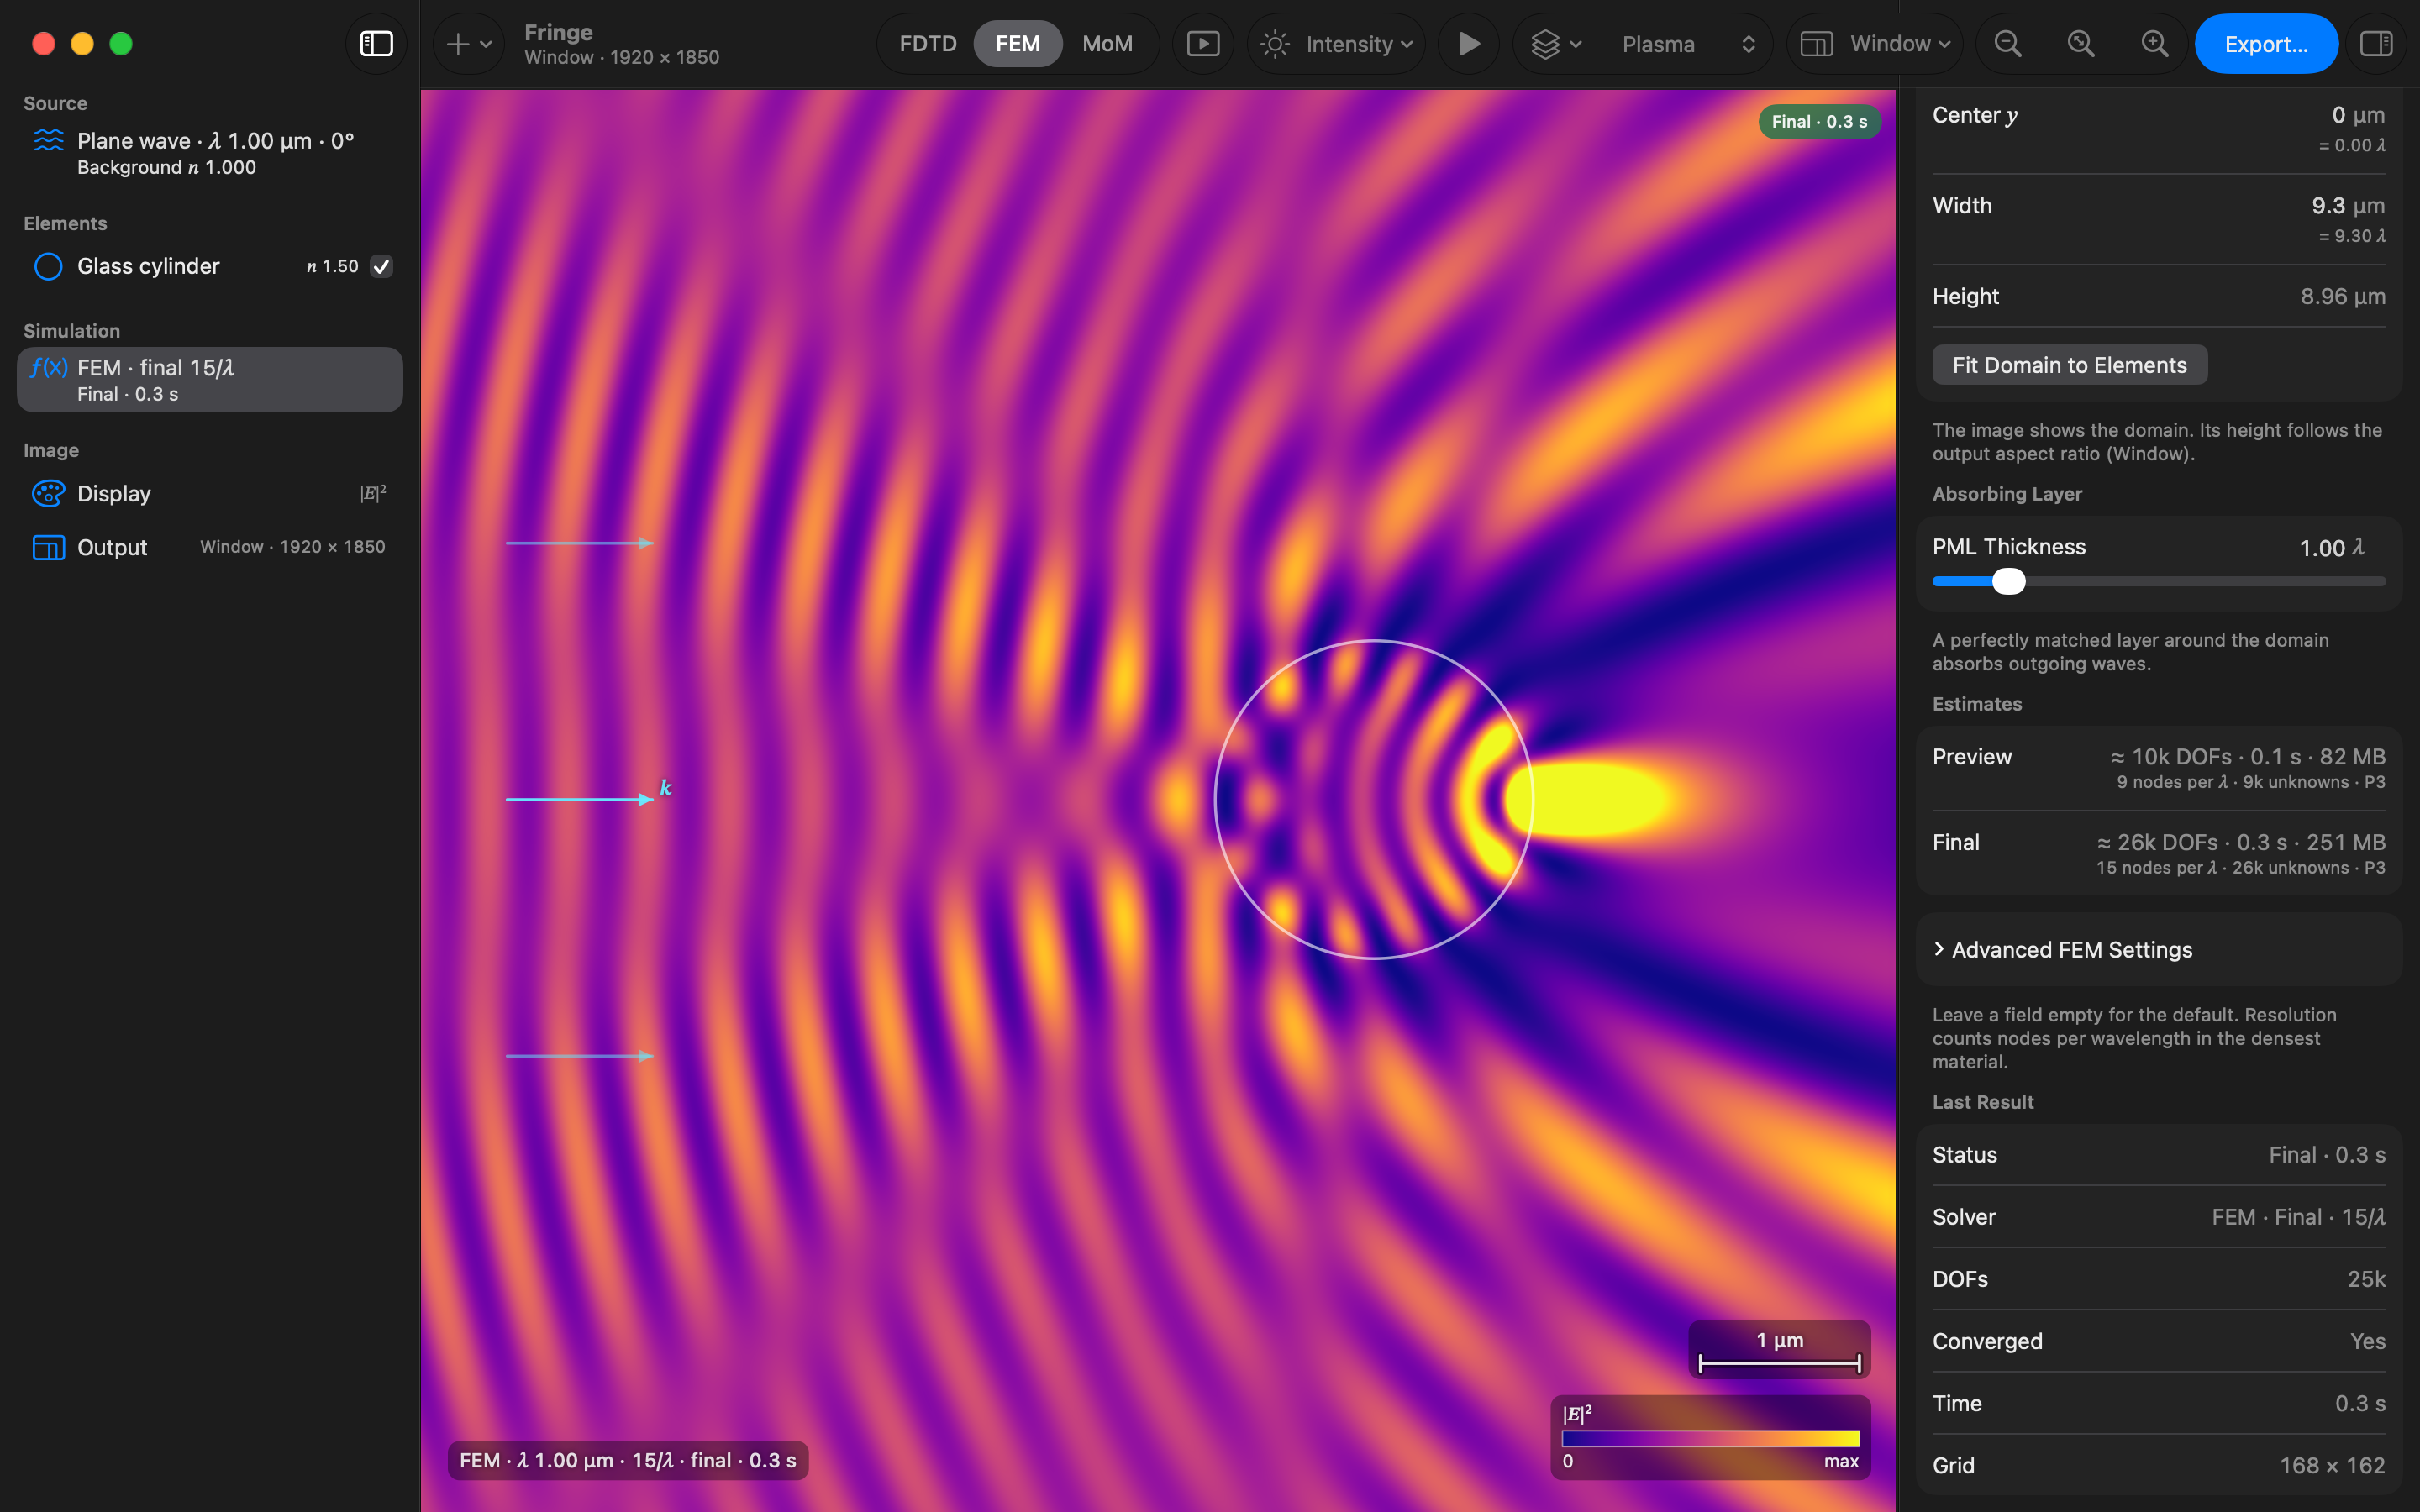 Fringe
Window · 1920 × 1850
FDTD
FEM
MoM
Intensity
Plasma
Window
Export...
Source
Plane wave · λ 1.00 µm · 0°
Background n 1.000
Elements
Glass cylinder n 1.50
Simulation
f(x) FEM · final 15/λ
Final · 0.3 s
Image
Display |E|²
Output Window · 1920 × 1850
Final · 0.3 s
k
1 µm
|E|²
0 max
FEM · λ 1.00 µm · 15/λ · final · 0.3 s
Center y 0 µm
= 0.00 λ
Width 9.3 µm
= 9.30 λ
Height 8.96 µm
Fit Domain to Elements
The image shows the domain. Its height follows the
output aspect ratio (Window).
Absorbing Layer
PML Thickness 1.00 λ
A perfectly matched layer around the domain
absorbs outgoing waves.
Estimates
Preview ≈ 10k DOFs · 0.1 s · 82 MB
9 nodes per λ · 9k unknowns · P3
Final ≈ 26k DOFs · 0.3 s · 251 MB
15 nodes per λ · 26k unknowns · P3
Advanced FEM Settings
Leave a field empty for the default. Resolution
counts nodes per wavelength in the densest
material.
Last Result
Status Final · 0.3 s
Solver FEM · Final · 15/λ
DOFs 25k
Converged Yes
Time 0.3 s
Grid 168 × 162